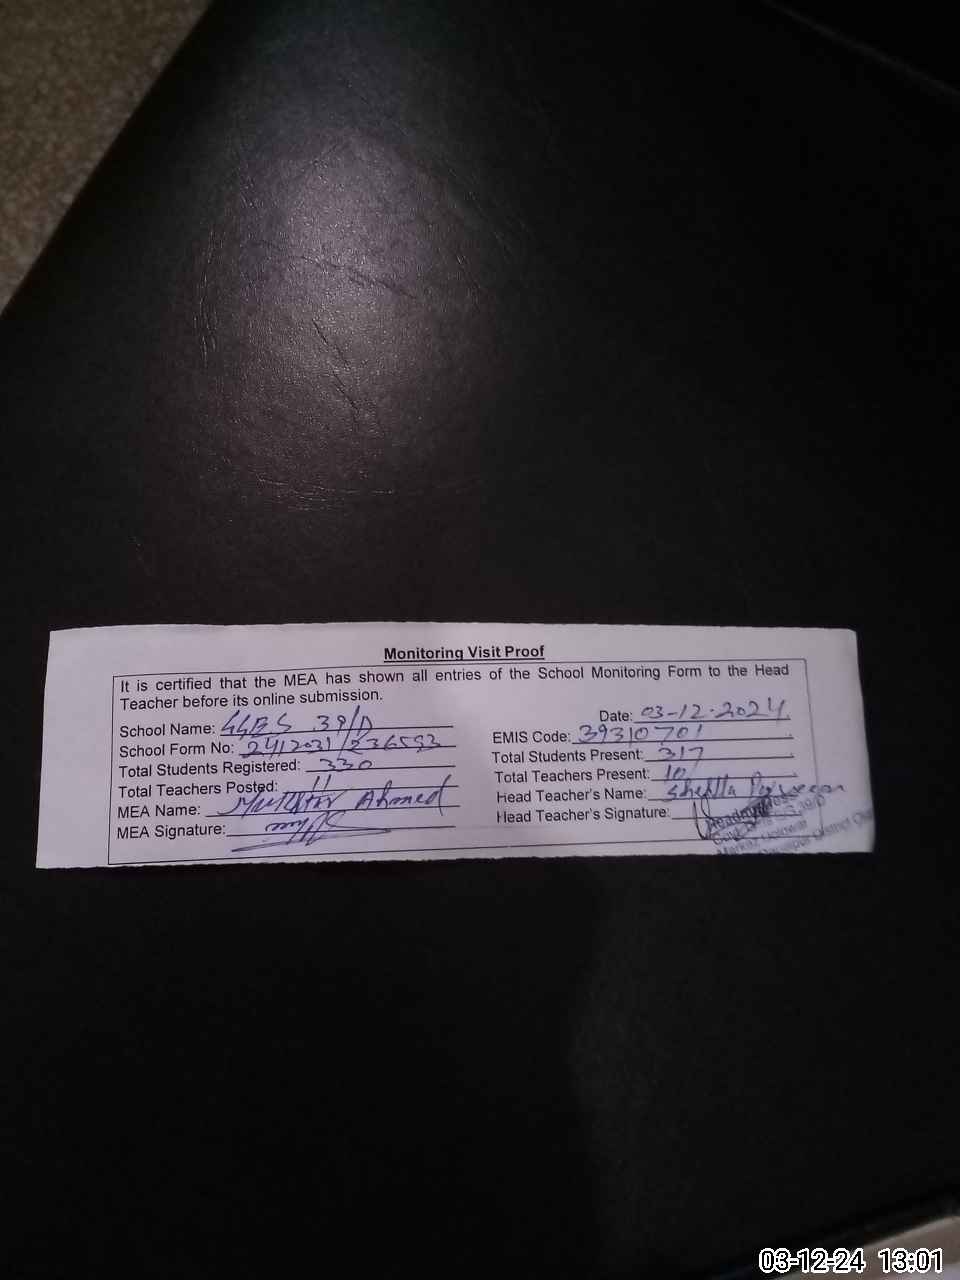 Monitoring Visit Proof
It is certified that the MEA has shown all entries of the School Monitoring Form to the Head
Teacher before its online submission.
School Name: GGES 39/D
School Form No: 2412031/236593
Total Students Registered: 330
Total Teachers Posted: 11
MEA Name: Ahmed
MEA Signature:
Date: 03-12-2024
EMIS Code: 39310701
Total Students Present: 317
Total Teachers Present: 10
Head Teacher's Name:
Head Teacher's Signature:
03-12-24 13:01